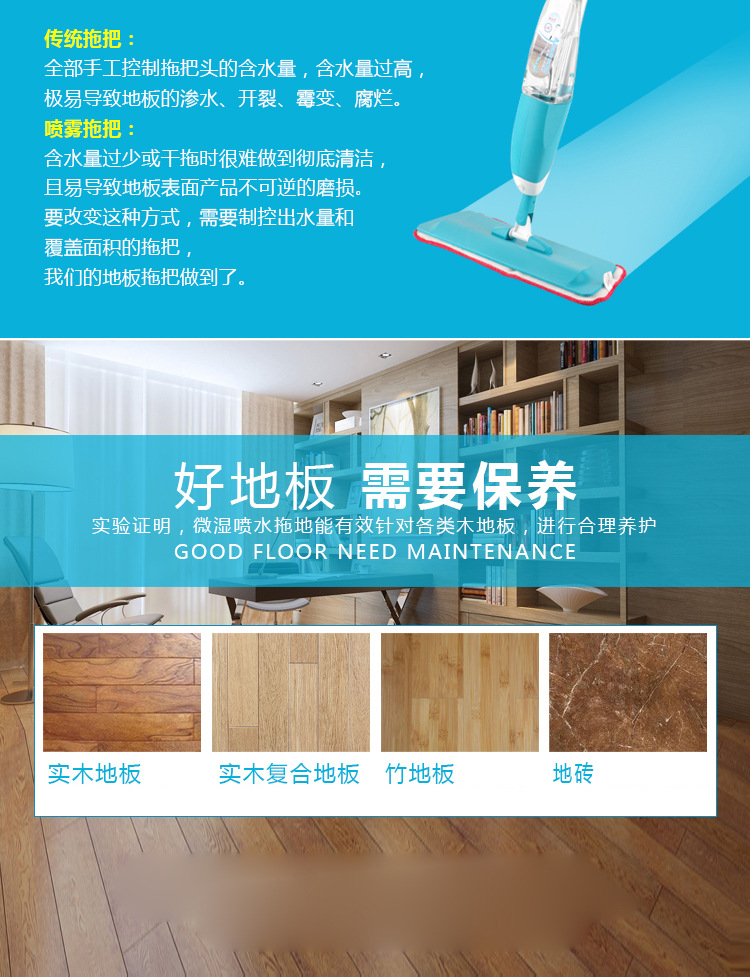 传统拖把：
全部手工控制拖把头的含水量，含水量过高，
极易导致地板的渗水、开裂、霉变、腐烂。
喷雾拖把：
含水量过少或干拖时很难做到彻底清洁，
且易导致地板表面产品不可逆的磨损。
要改变这种方式，需要制控出水量和
覆盖面积的拖把，
我们的地板拖把做到了。
好地板 需要保养
实验证明，微湿喷水拖地能有效针对各类木地板，进行合理养护
GOOD FLOOR NEED MAINTENANCE
实木地板
实木复合地板
竹地板
地砖